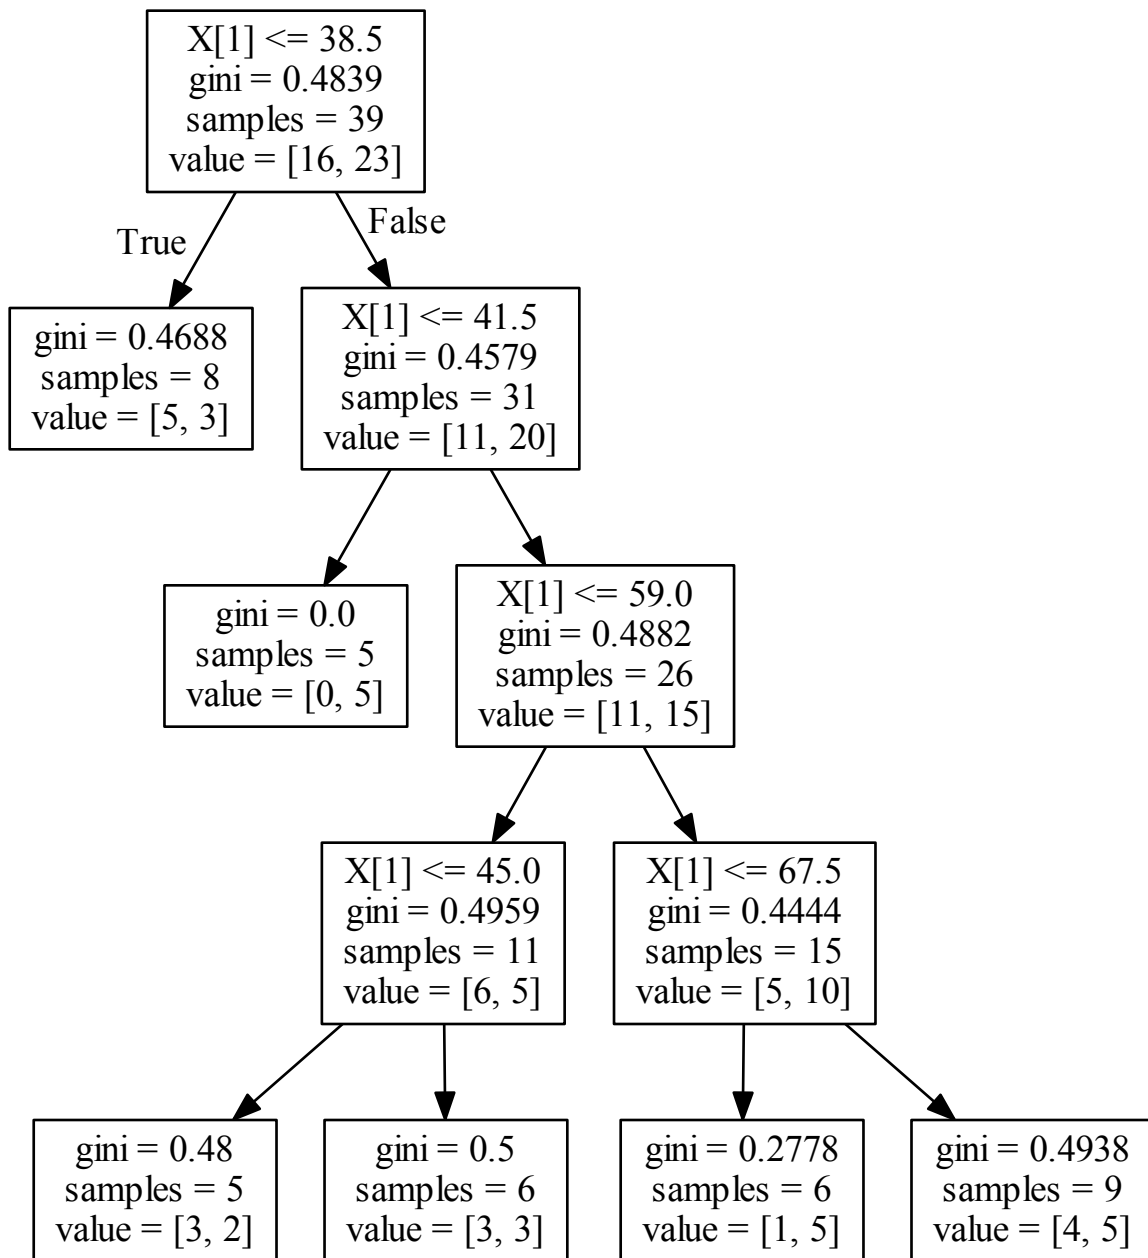 X[1] <= 38.5
gini = 0.4839
samples = 39
value = [16, 23]
True
False
gini = 0.4688
samples = 8
value = [5, 3]
X[1] <= 41.5
gini = 0.4579
samples = 31
value = [11, 20]
gini = 0.0
samples = 5
value = [0, 5]
X[1] <= 59.0
gini = 0.4882
samples = 26
value = [11, 15]
X[1] <= 45.0
gini = 0.4959
samples = 11
value = [6, 5]
X[1] <= 67.5
gini = 0.4444
samples = 15
value = [5, 10]
gini = 0.48
samples = 5
value = [3, 2]
gini = 0.5
samples = 6
value = [3, 3]
gini = 0.2778
samples = 6
value = [1, 5]
gini = 0.4938
samples = 9
value = [4, 5]